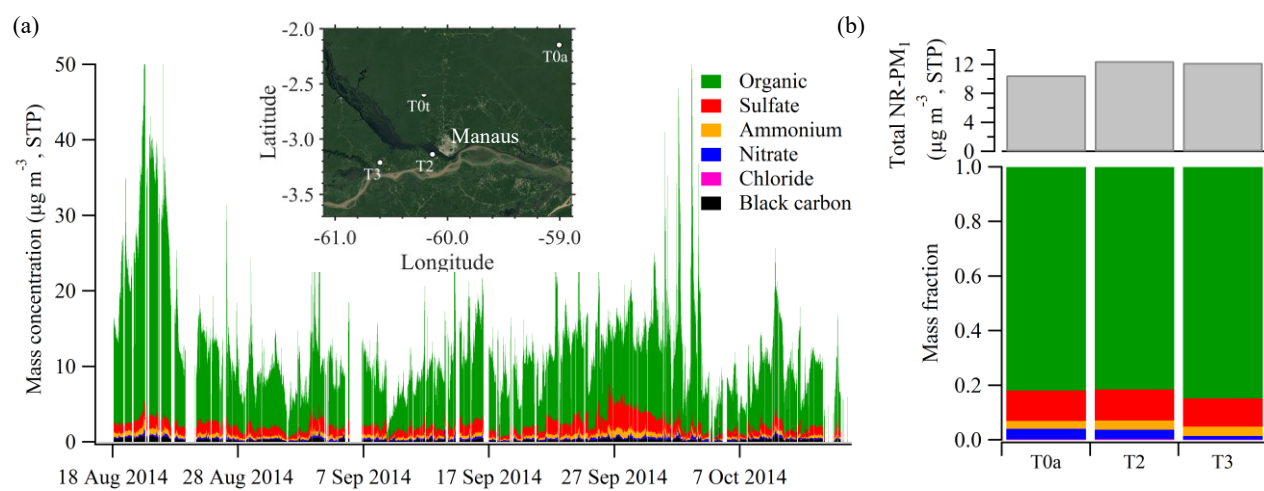 (a)
Mass concentration (µg m⁻³, STP)
50
40
30
20
10
0
18 Aug 2014
28 Aug 2014
7 Sep 2014
17 Sep 2014
27 Sep 2014
7 Oct 2014
Latitude
-2.0
-2.5
-3.0
-3.5
-61.0
-60.0
-59.0
Longitude
T0a
T0t
Manaus
T2
T3
Organic
Sulfate
Ammonium
Nitrate
Chloride
Black carbon
(b)
Total NR-PM₁
(µg m⁻³, STP)
12
8
4
0
Mass fraction
1.0
0.8
0.6
0.4
0.2
0.0
T0a
T2
T3